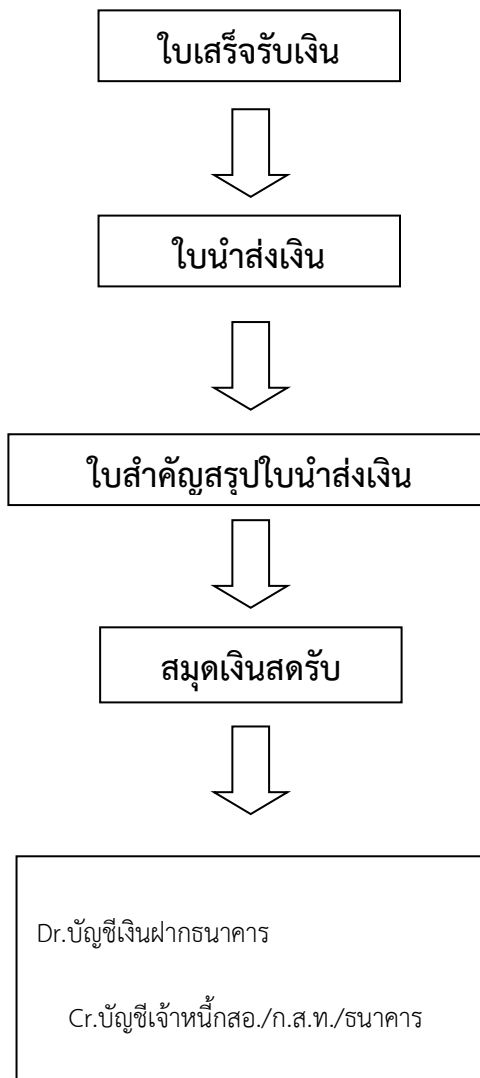 ใบเสร็จรับเงิน
ใบนำส่งเงิน
ใบสำคัญสรุปใบนำส่งเงิน
สมุดเงินสดรับ
Dr.บัญชีเงินฝากธนาคาร
Cr.บัญชีเจ้าหนี้กสอ./ก.ส.ท./ธนาคาร